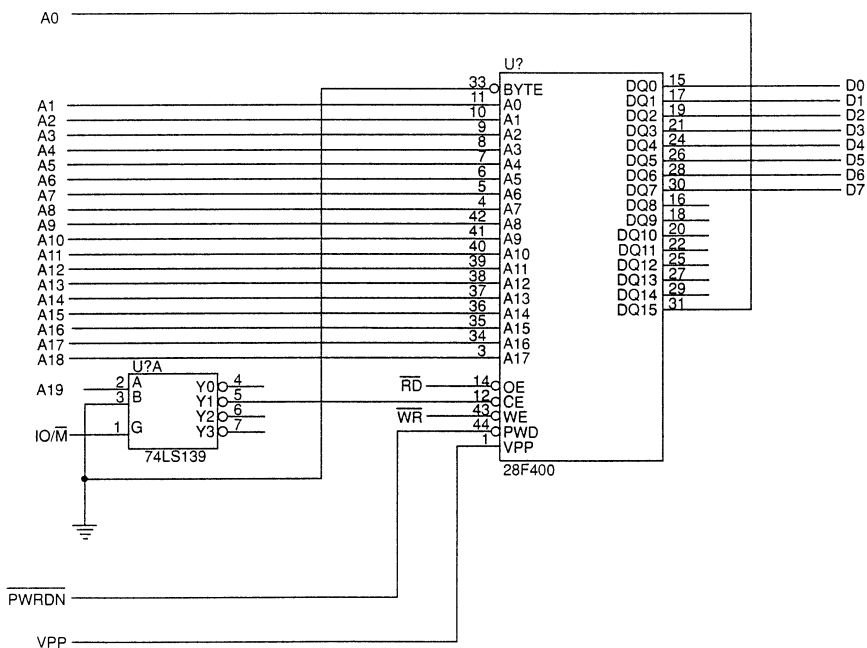 A0
U?
33 BYTE DQ0 15 D0
A1 11 A0 DQ1 17 D1
A2 10 A1 DQ2 19 D2
A3 9 A2 DQ3 21 D3
A4 8 A3 DQ4 24 D4
A5 7 A4 DQ5 26 D5
A6 6 A5 DQ6 28 D6
A7 5 A6 DQ7 30 D7
A8 4 A7 DQ8 16
A9 42 A8 DQ9 18
A10 41 A9 DQ10 20
A11 40 A10 DQ11 22
A12 39 A11 DQ12 25
A13 38 A12 DQ13 27
A14 37 A13 DQ14 29
A15 36 A14 DQ15 31
A16 35 A15
A17 34 A16
A18 3 A17
U?A
A19 2 A Y0 4
3 B Y1 5
Y2 6
IO/M̅ 1 G Y3 7
74LS139
R̅D̅ 14 OE
12 CE
W̅R̅ 43 WE
44 PWD
1 VPP
28F400
P̅W̅R̅D̅N̅
VPP